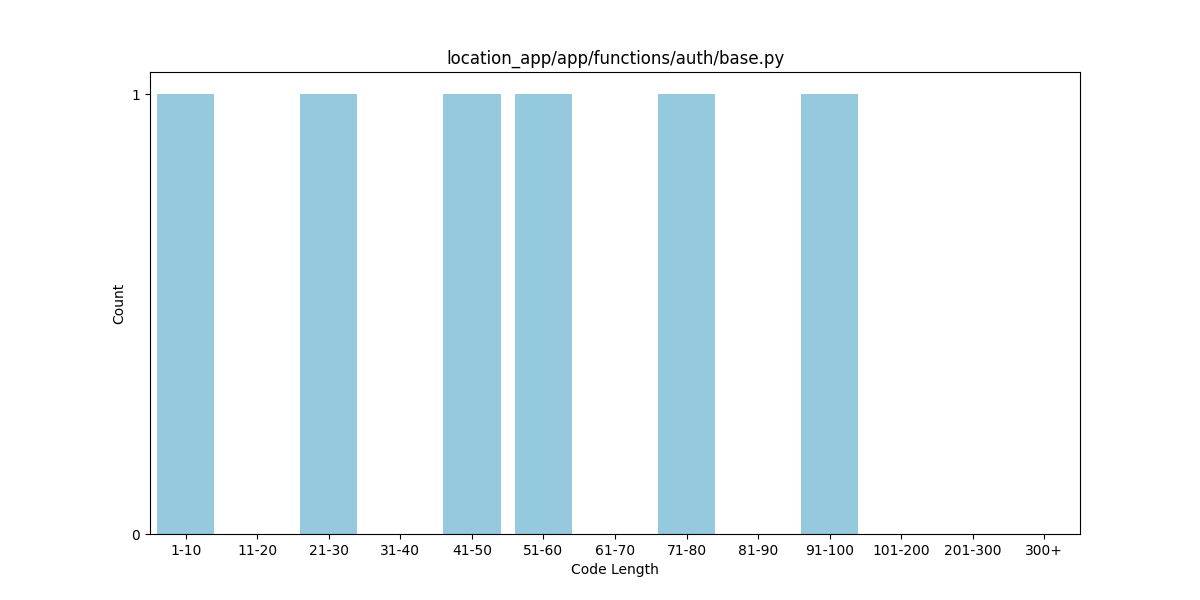 location_app/app/functions/auth/base.py
Count
1
0
1-10 11-20 21-30 31-40 41-50 51-60 61-70 71-80 81-90 91-100 101-200 201-300 300+
Code Length